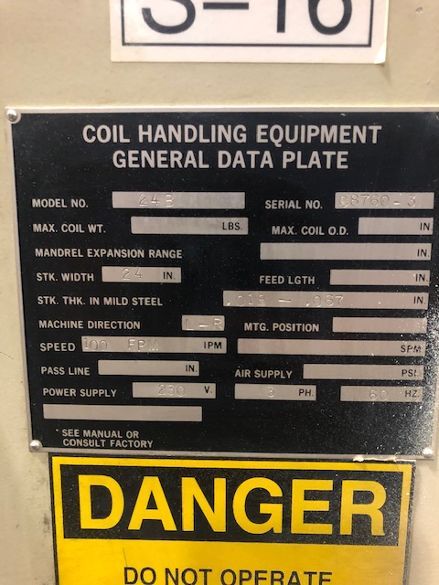 S-16
COIL HANDLING EQUIPMENT
GENERAL DATA PLATE
MODEL NO. 24B SERIAL NO. C8760-3
MAX. COIL WT. LBS. MAX. COIL O.D. IN.
MANDREL EXPANSION RANGE IN.
STK. WIDTH 24 IN. FEED LGTH IN.
STK. THK. IN MILD STEEL .015 — .087 IN.
MACHINE DIRECTION L-R MTG. POSITION
SPEED 100 FPM IPM SPM
PASS LINE IN. AIR SUPPLY PSI.
POWER SUPPLY 230 V. 3 PH. 60 HZ.
*SEE MANUAL OR
CONSULT FACTORY
DANGER
DO NOT OPERATE